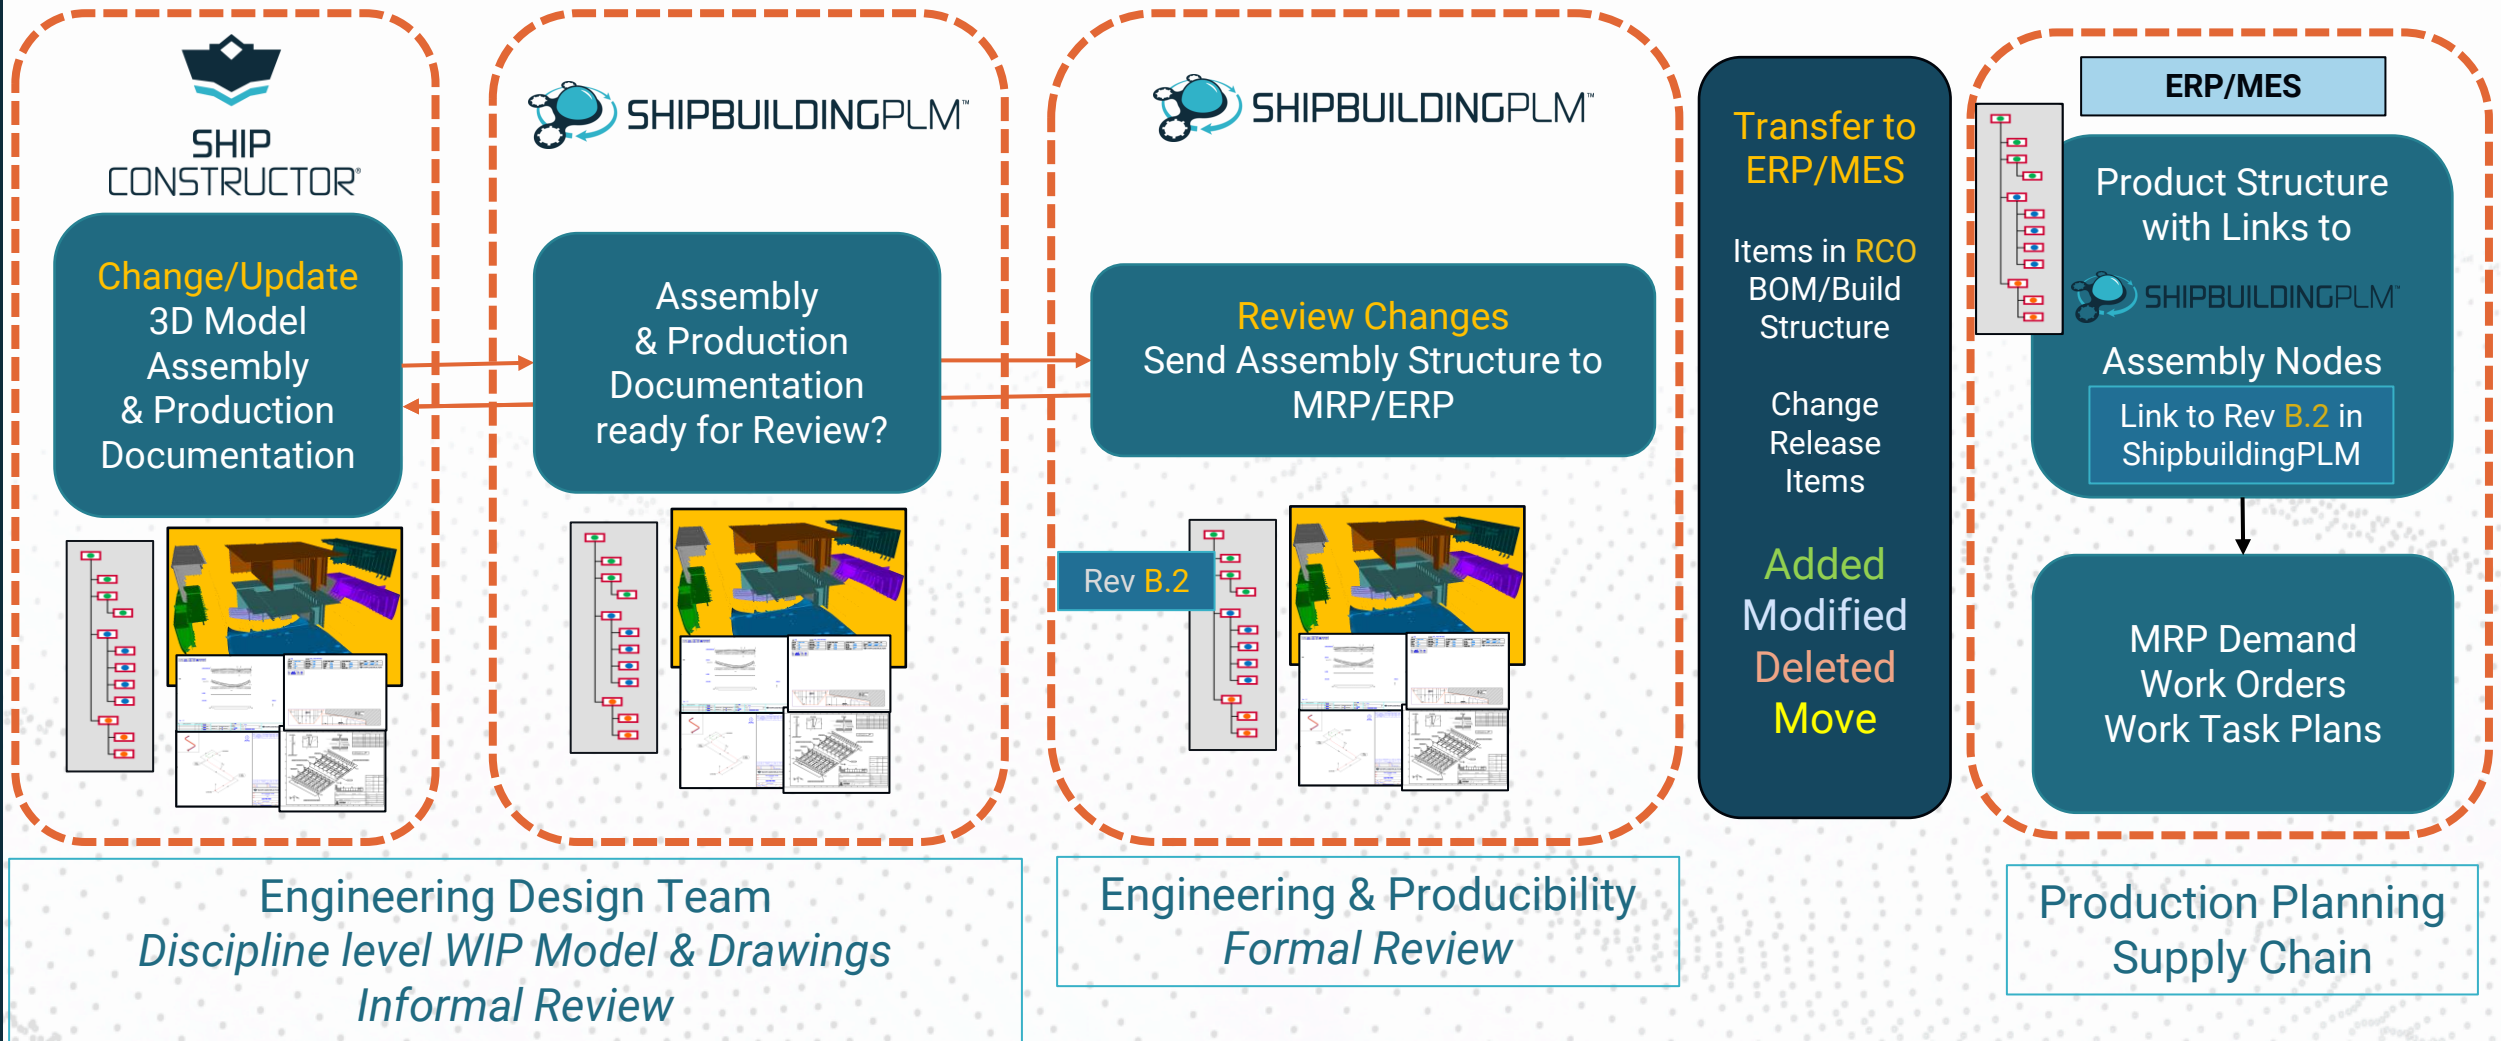 SHIP
CONSTRUCTOR®
Change/Update
3D Model
Assembly
& Production
Documentation
SHIPBUILDINGPLM™
Assembly
& Production
Documentation
ready for Review?
SHIPBUILDINGPLM™
Review Changes
Send Assembly Structure to
MRP/ERP
Rev B.2
Transfer to
ERP/MES
Items in RCO
BOM/Build
Structure
Change
Release
Items
Added
Modified
Deleted
Move
ERP/MES
Product Structure
with Links to
SHIPBUILDINGPLM™
Assembly Nodes
Link to Rev B.2 in
ShipbuildingPLM
MRP Demand
Work Orders
Work Task Plans
Engineering Design Team
Discipline level WIP Model & Drawings
Informal Review
Engineering & Producibility
Formal Review
Production Planning
Supply Chain